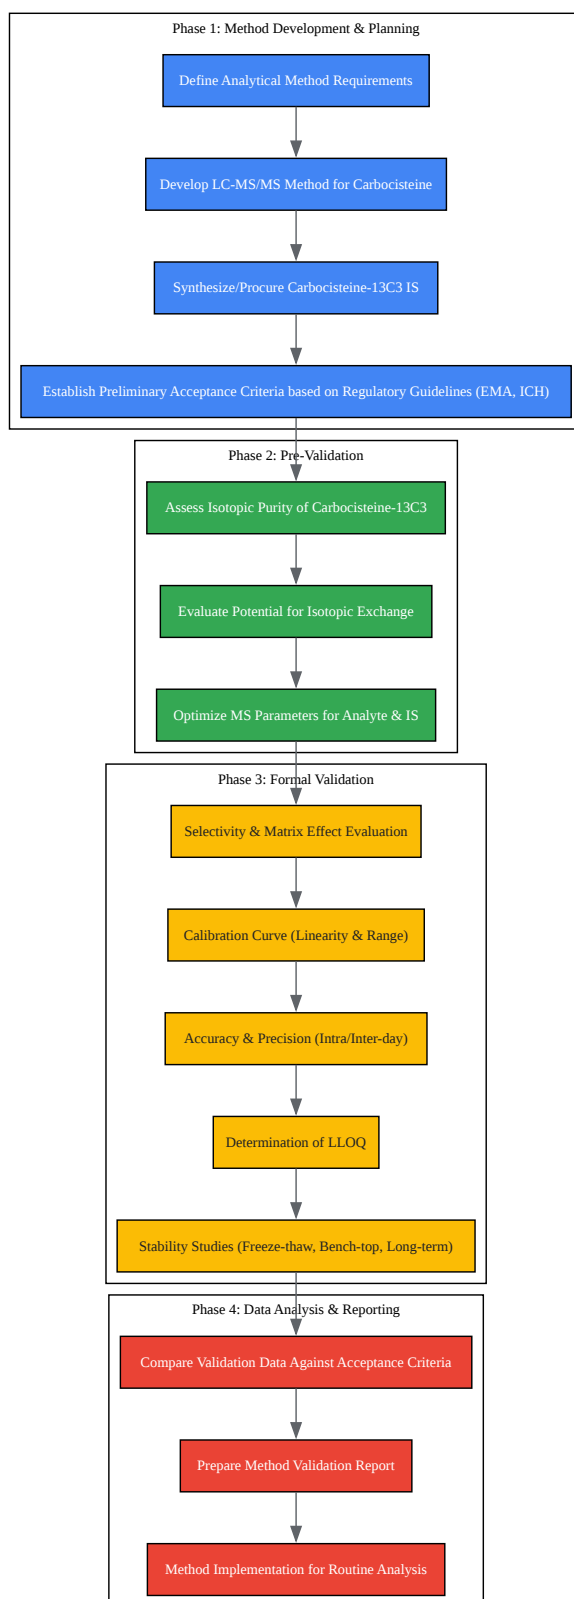 Phase 1: Method Development & Planning
Define Analytical Method Requirements
Develop LC-MS/MS Method for Carbocisteine
Synthesize/Procure Carbocisteine-13C3 IS
Establish Preliminary Acceptance Criteria based on Regulatory Guidelines (EMA, ICH)
Phase 2: Pre-Validation
Assess Isotopic Purity of Carbocisteine-13C3
Evaluate Potential for Isotopic Exchange
Optimize MS Parameters for Analyte & IS
Phase 3: Formal Validation
Selectivity & Matrix Effect Evaluation
Calibration Curve (Linearity & Range)
Accuracy & Precision (Intra/Inter-day)
Determination of LLOQ
Stability Studies (Freeze-thaw, Bench-top, Long-term)
Phase 4: Data Analysis & Reporting
Compare Validation Data Against Acceptance Criteria
Prepare Method Validation Report
Method Implementation for Routine Analysis